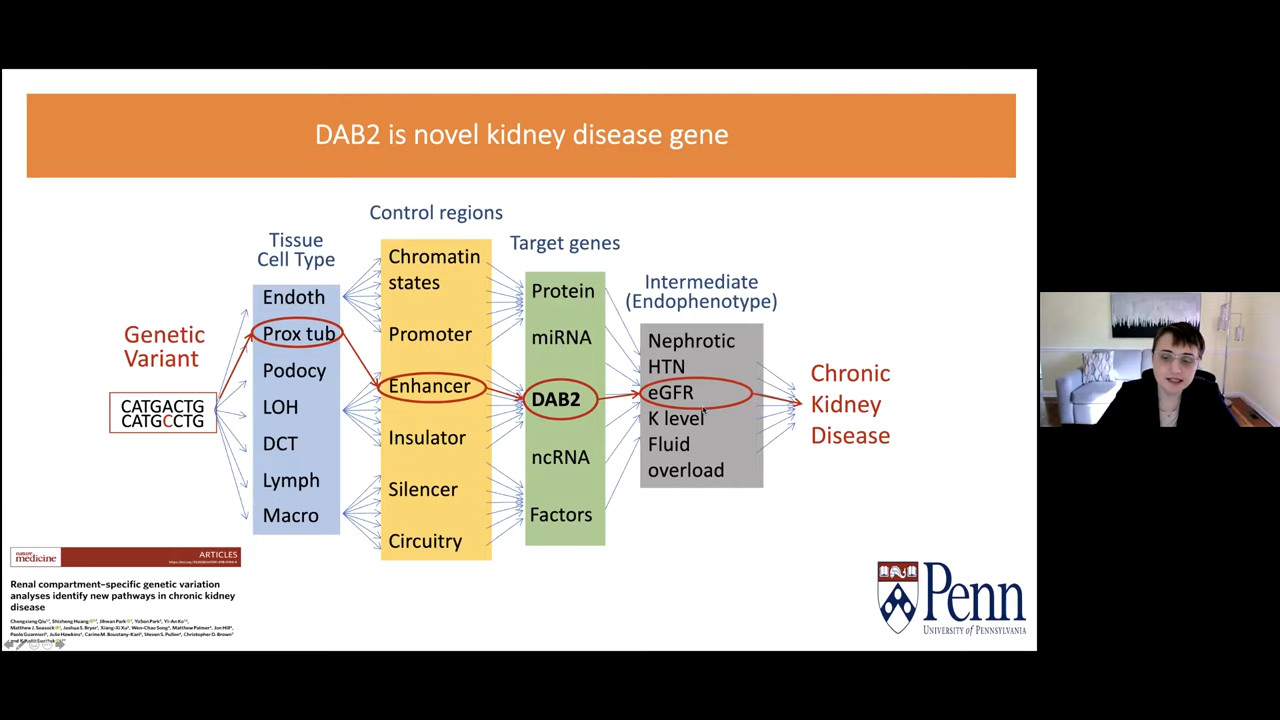 DAB2 is novel kidney disease gene
Control regions
Tissue
Cell Type
Target genes
Intermediate
(Endophenotype)
Genetic
Variant
CATGACTG
CATGCCTG
Endoth
Prox tub
Podocy
LOH
DCT
Lymph
Macro
Chromatin
states
Promoter
Enhancer
Insulator
Silencer
Circuitry
Protein
miRNA
DAB2
ncRNA
Factors
Nephrotic
HTN
eGFR
K level
Fluid
overload
Chronic
Kidney
Disease
nature
medicine
ARTICLES
Renal compartment–specific genetic variation
analyses identify new pathways in chronic kidney
disease
Penn
UNIVERSITY of PENNSYLVANIA